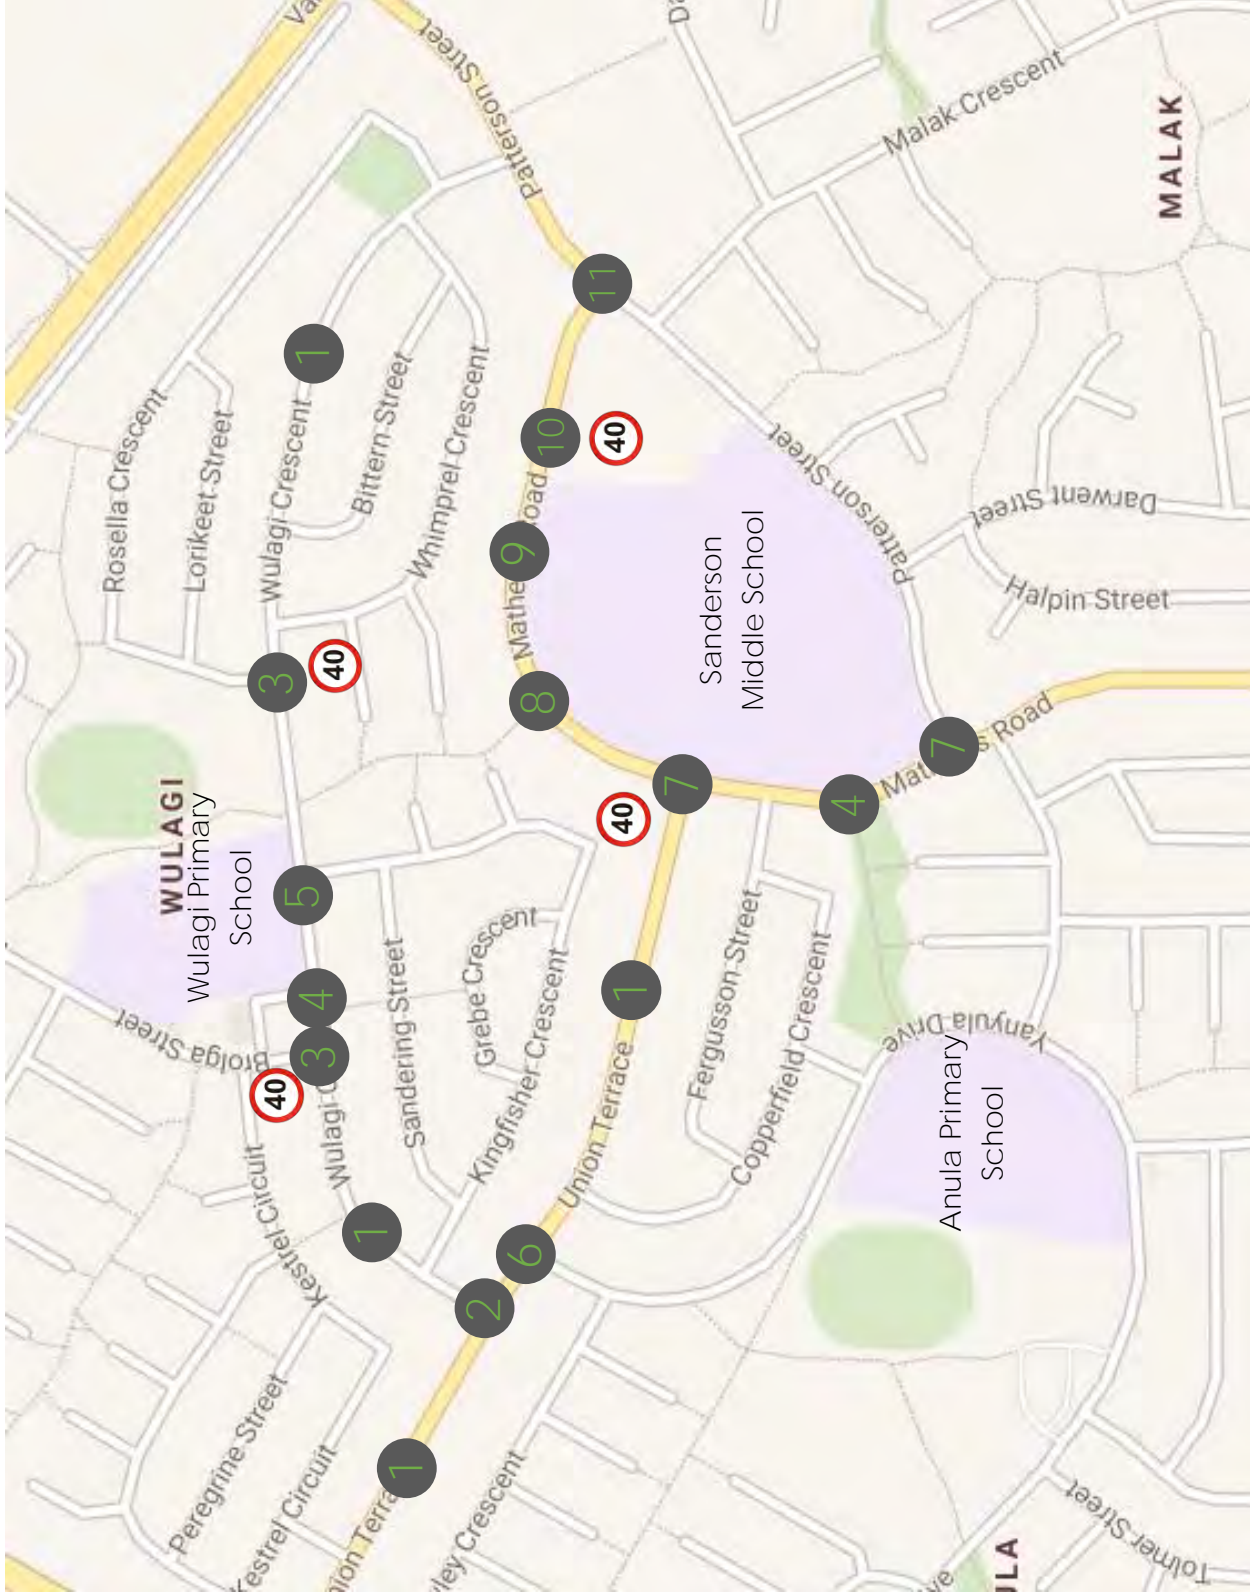 Patterson Street
Malak Crescent
MALAK
Patterson Street
11
1
10
40
Rosella Crescent
Lorikeet Street
Wulagi Crescent
Bittern Street
Whimprel Crescent
9
Darwent Street
Halpin Street
Sanderson
Middle School
3
40
8
7
7
4
40
WULAGI
Wulagi Primary
School
5
4
3
40
Brolga Street
Sandering Street
Grebe Crescent
Kingfisher Crescent
1
Union Terrace
Fergusson Street
Copperfield Crescent
Yanyula Drive
Anula Primary
School
Kestrel Circuit
1
6
2
1
Peregrine Street
Kestrel Circuit
Tolmer Street